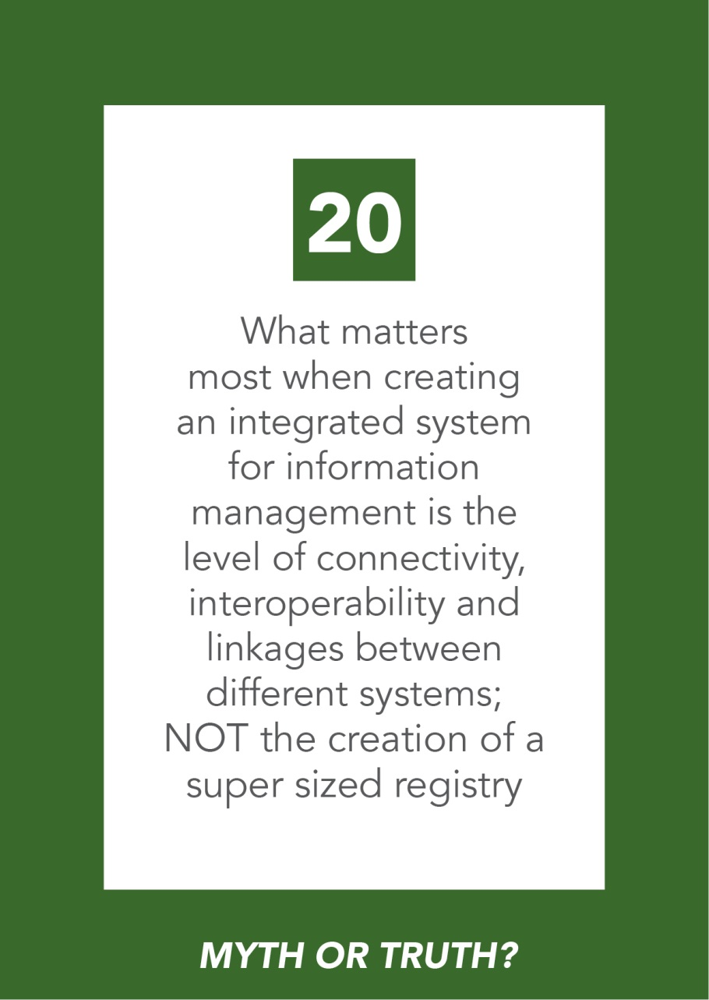 20
What matters
most when creating
an integrated system
for information
management is the
level of connectivity,
interoperability and
linkages between
different systems;
NOT the creation of a
super sized registry
MYTH OR TRUTH?